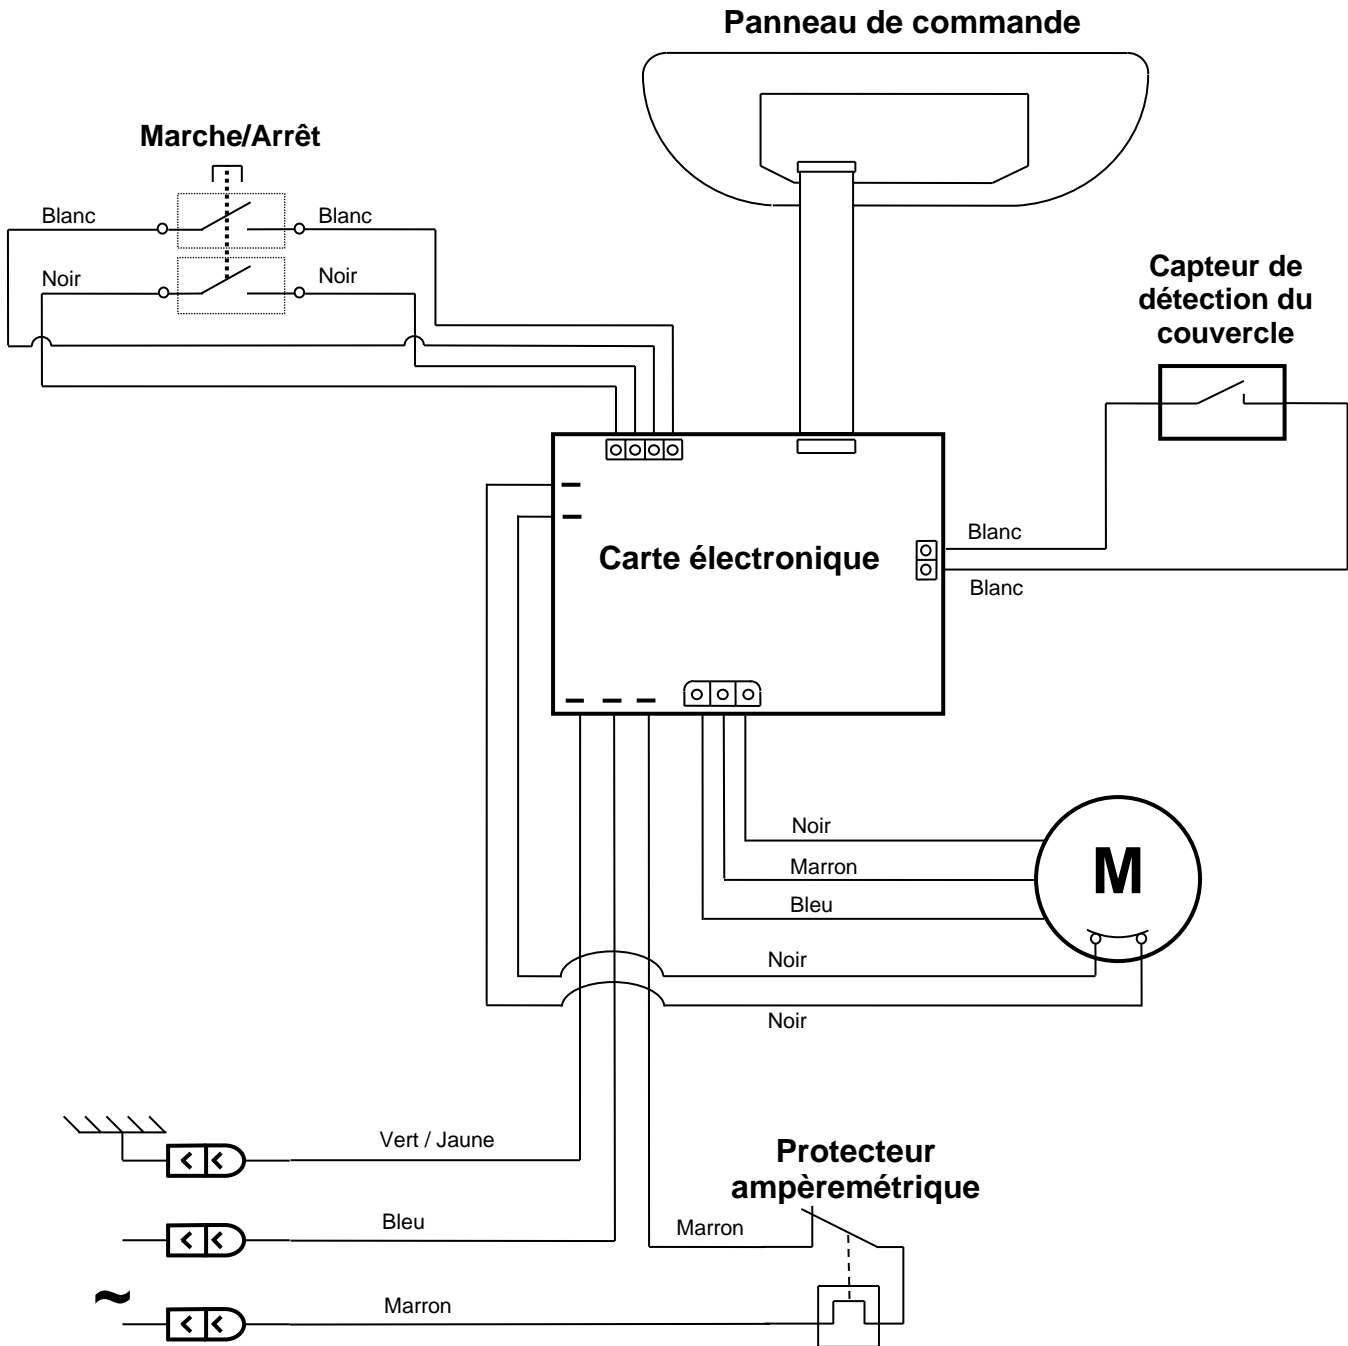 Panneau de commande
Marche/Arrêt
Blanc
Blanc
Noir
Noir
Capteur de
détection du
couvercle
Carte électronique
Blanc
Blanc
Noir
Marron
Bleu
M
Noir
Noir
Vert / Jaune
Protecteur
ampèremétrique
Bleu
Marron
~
Marron